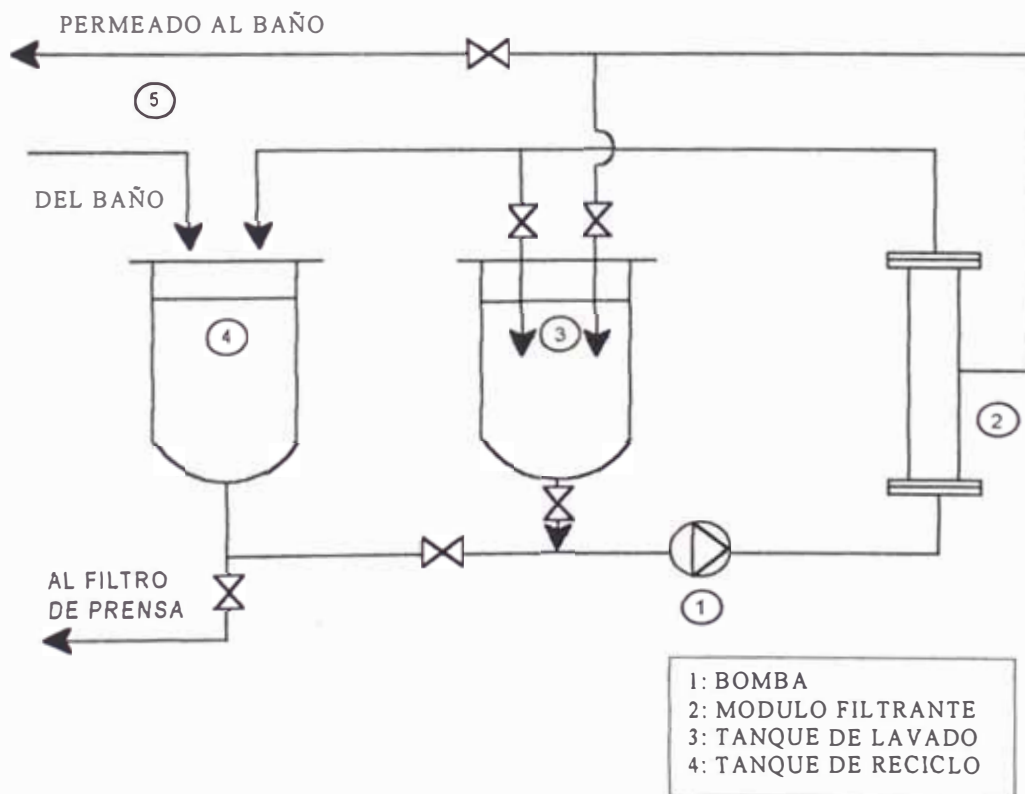 PERMEADO AL BAÑO
5
DEL BAÑO
4
3
2
AL FILTRO
DE PRENSA
1
1: BOMBA
2: MODULO FILTRANTE
3: TANQUE DE LAVADO
4: TANQUE DE RECICLO